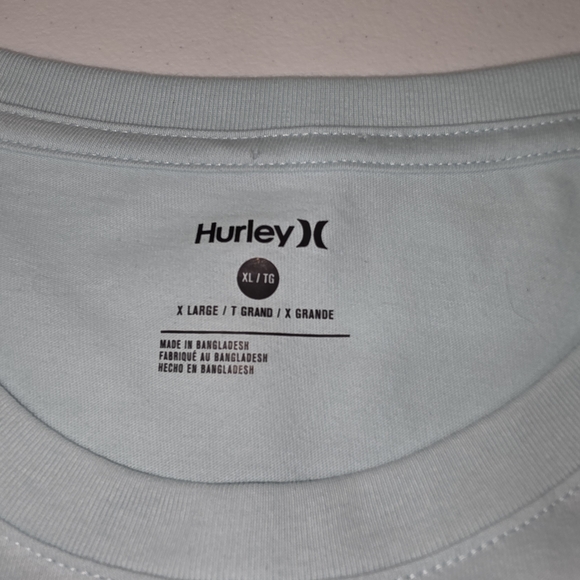 Hurley
XL / TG
X LARGE / T GRAND / X GRANDE
MADE IN BANGLADESH
FABRIQUÉ AU BANGLADESH
HECHO EN BANGLADESH